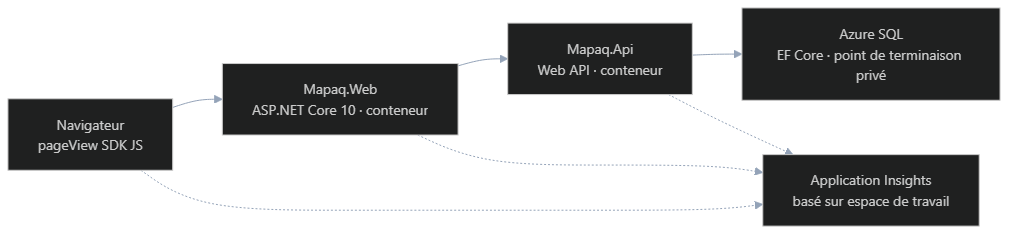 Navigateur
pageView SDK JS
Mapaq.Web
ASP.NET Core 10 · conteneur
Mapaq.Api
Web API · conteneur
Azure SQL
EF Core · point de terminaison
privé
Application Insights
basé sur espace de travail